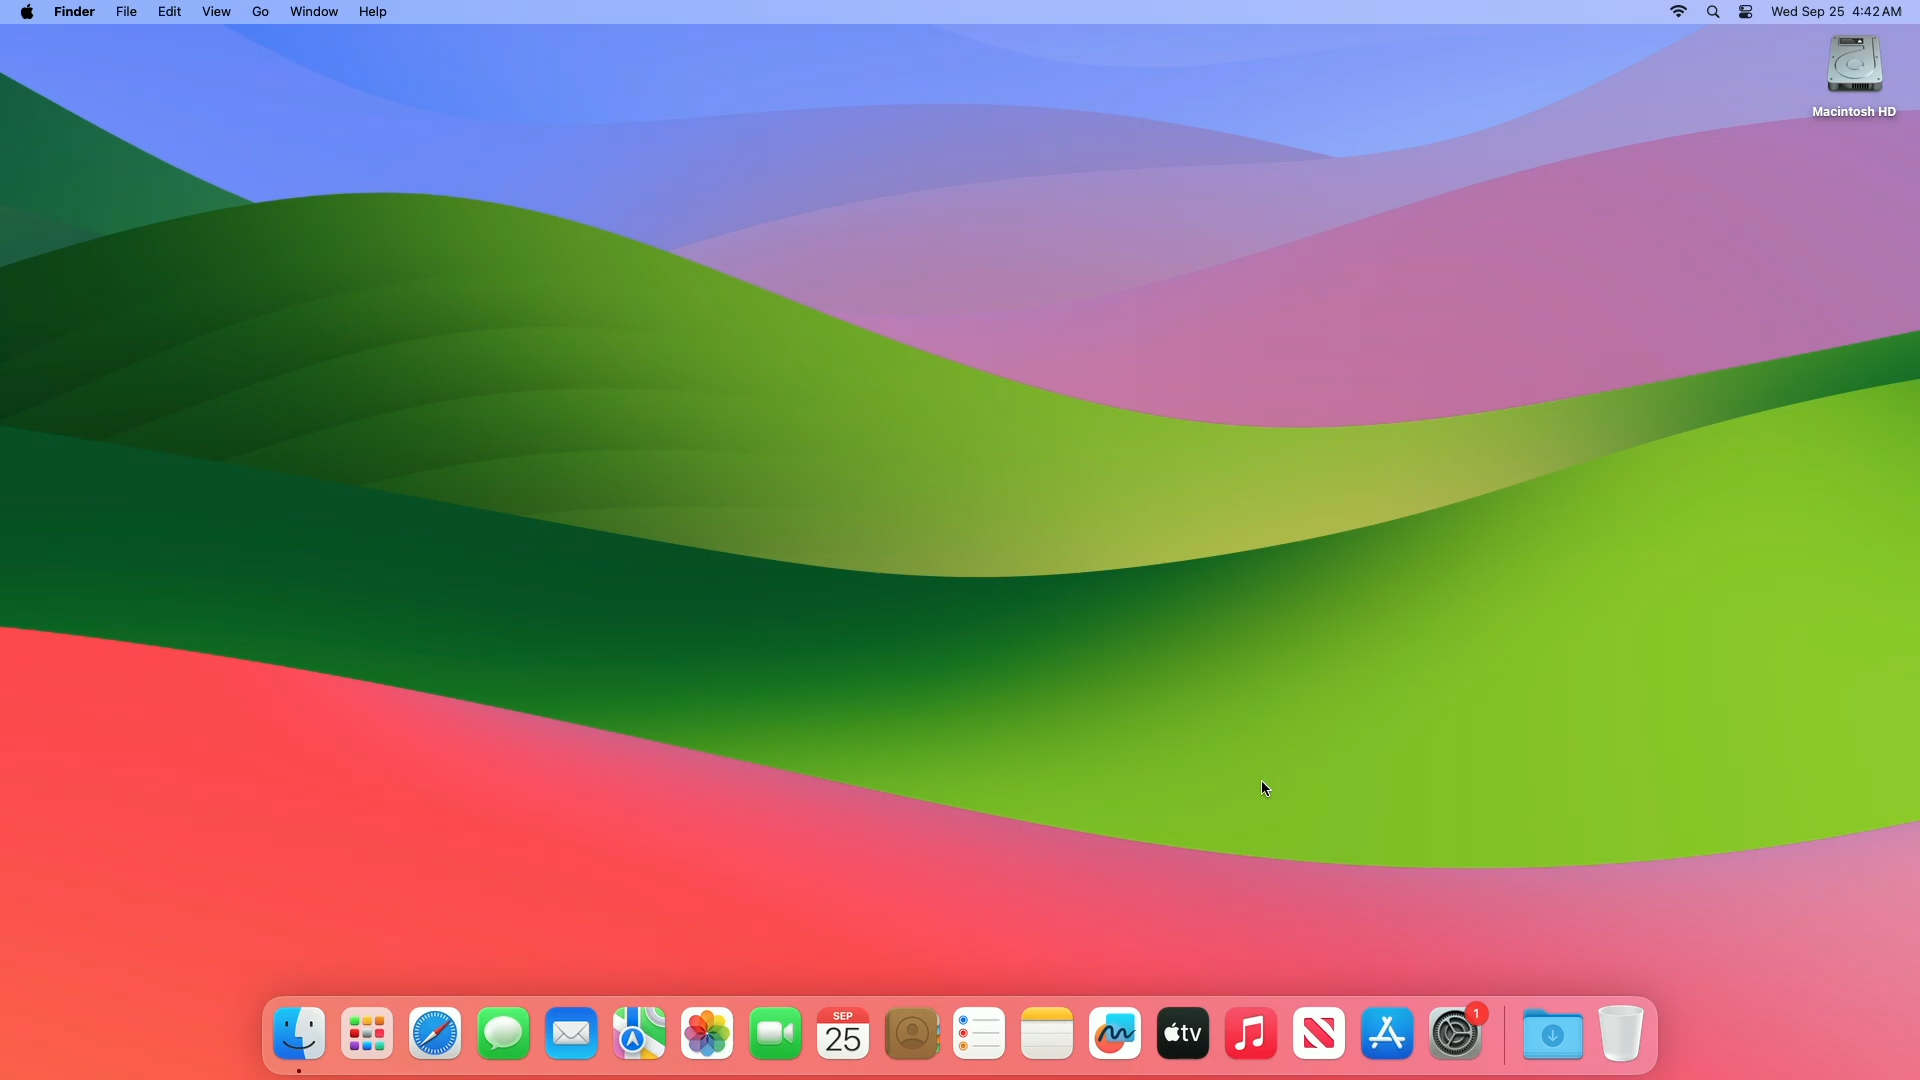 Finder File Edit View Go Window Help Wed Sep 25 4:42 AM
Macintosh HD
SEP
25
tv
1